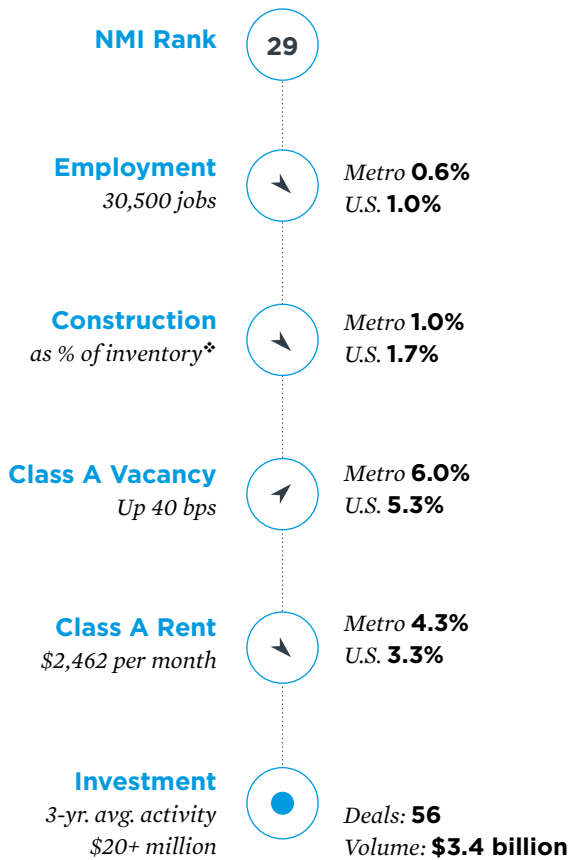 NMI Rank
29
Employment
30,500 jobs
Metro 0.6%
U.S. 1.0%
Construction
as % of inventory❖
Metro 1.0%
U.S. 1.7%
Class A Vacancy
Up 40 bps
Metro 6.0%
U.S. 5.3%
Class A Rent
$2,462 per month
Metro 4.3%
U.S. 3.3%
Investment
3-yr. avg. activity
$20+ million
Deals: 56
Volume: $3.4 billion